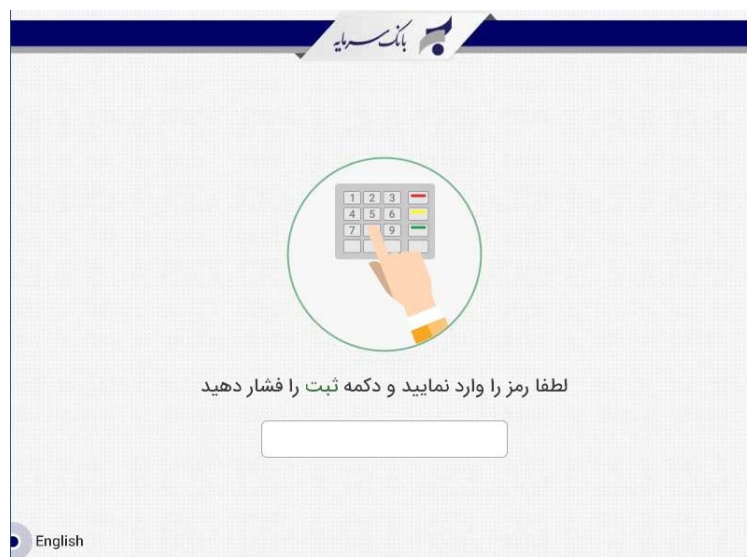 بانک سرمایه
1 2 3
4 5 6
7 9
لطفا رمز را وارد نمایید و دکمه ثبت را فشار دهید
English